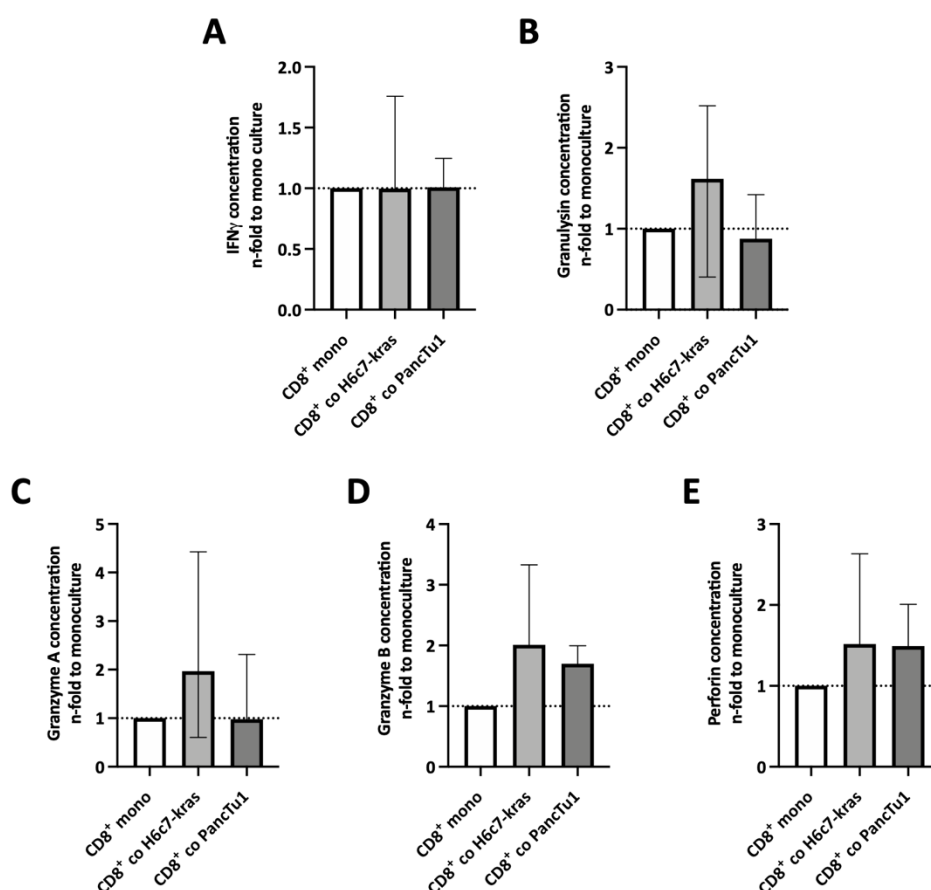 A
IFNγ concentration
n-fold to mono culture
2.0
1.5
1.0
0.5
0.0
CD8⁺ mono
CD8⁺ co H6c7-kras
CD8⁺ co PancTu1
B
Granulysin concentration
n-fold to monoculture
3
2
1
0
CD8⁺ mono
CD8⁺ co H6c7-kras
CD8⁺ co PancTu1
C
Granzyme A concentration
n-fold to monoculture
5
4
3
2
1
0
CD8⁺ mono
CD8⁺ co H6c7-kras
CD8⁺ co PancTu1
D
Granzyme B concentration
n-fold to monoculture
4
3
2
1
0
CD8⁺ mono
CD8⁺ co H6c7-kras
CD8⁺ co PancTu1
E
Perforin concentration
n-fold to monoculture
3
2
1
0
CD8⁺ mono
CD8⁺ co H6c7-kras
CD8⁺ co PancTu1